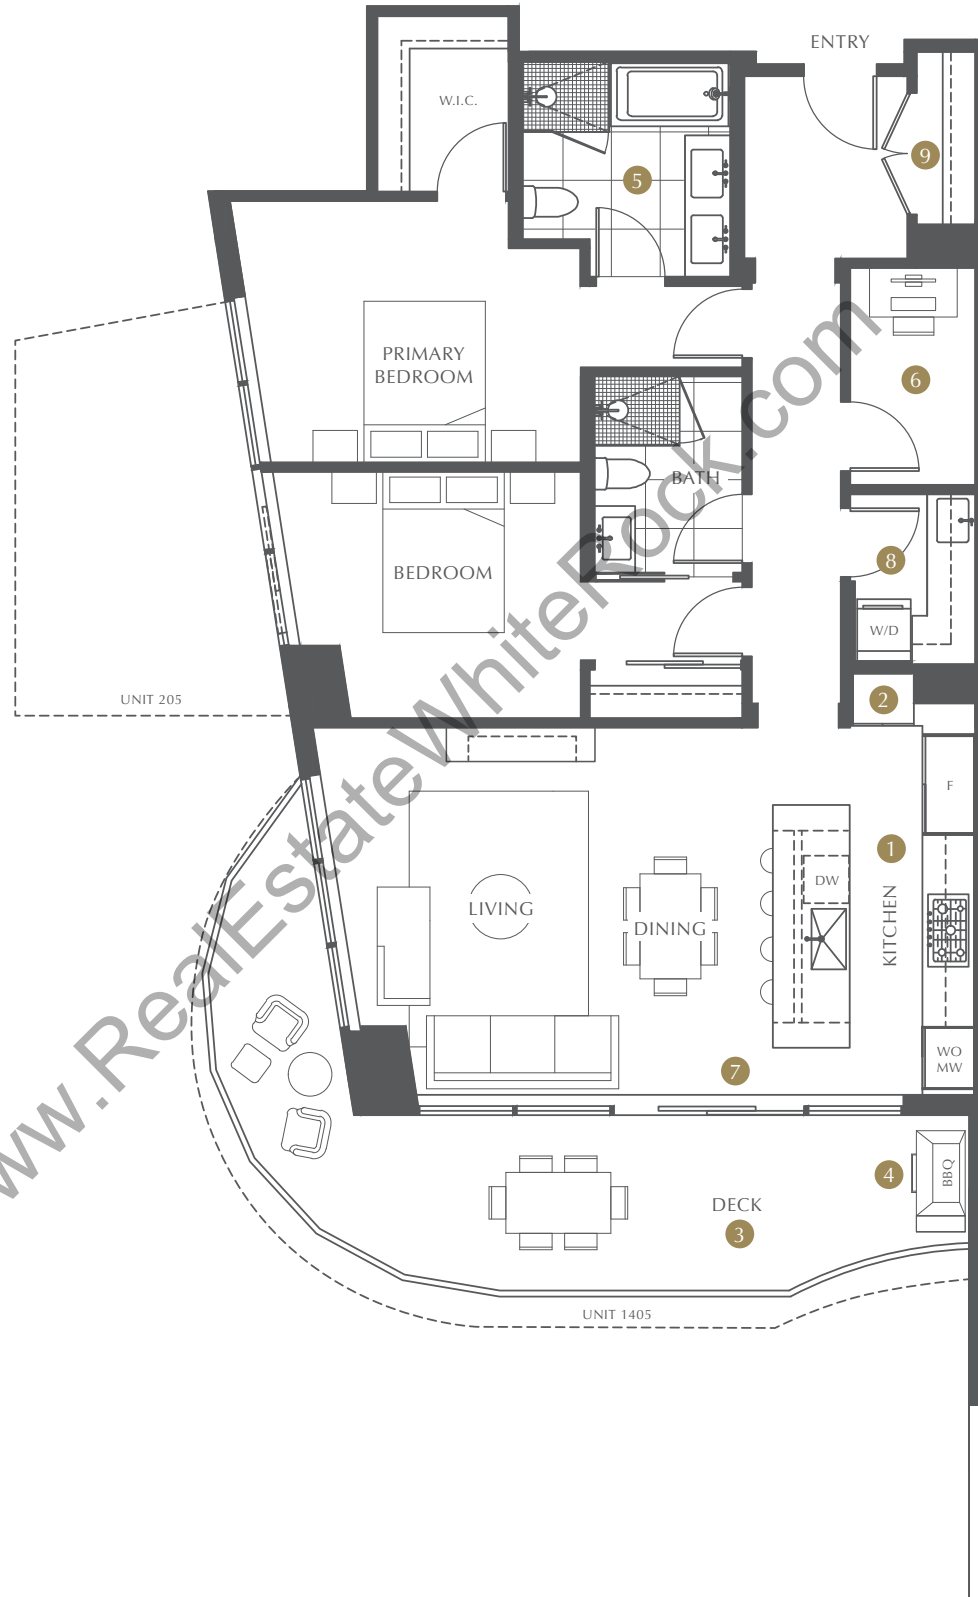 ENTRY
W.I.C.
9
5
PRIMARY
BEDROOM
6
BATH
BEDROOM
8
W/D
UNIT 205
2
F
1
DW
LIVING
DINING
KITCHEN
WO
MW
7
BBQ
4
DECK
3
UNIT 1405
ww.RealEstateWhiteRock.com